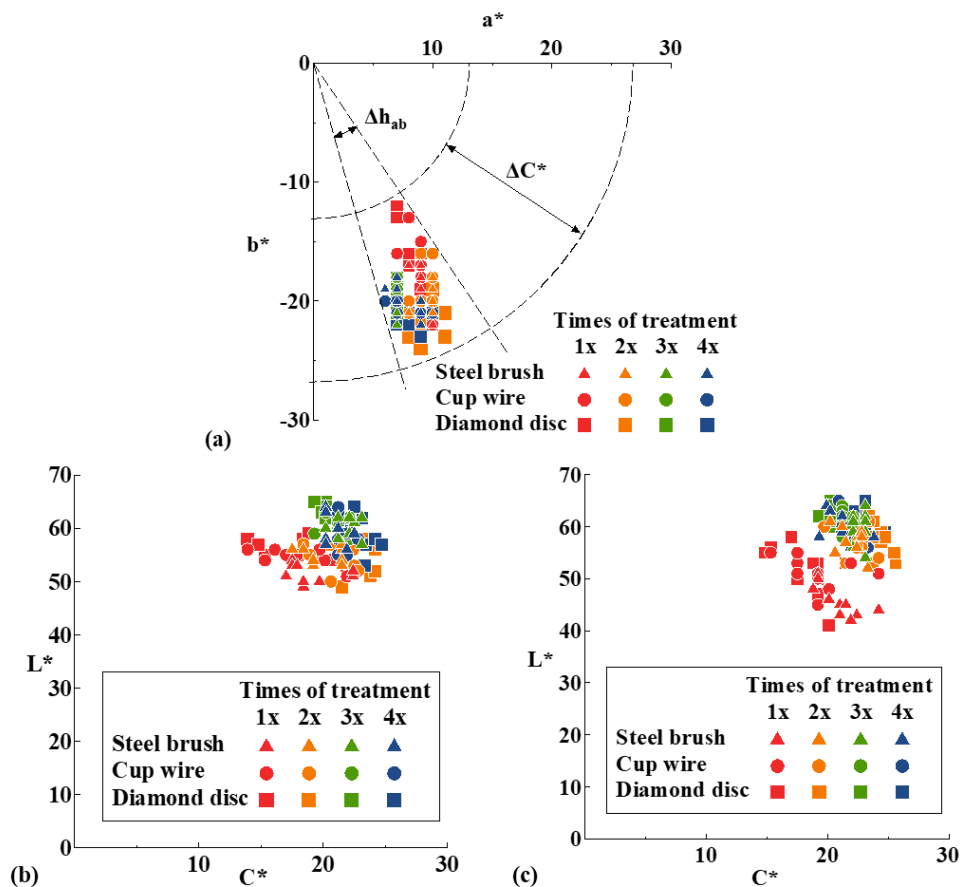 a*
0
10
20
30
0
-10
-20
-30
b*
Δh_ab
ΔC*
Times of treatment
1x 2x 3x 4x
Steel brush
Cup wire
Diamond disc
(a)
70
60
50
40
L*
30
20
10
0
10
20
30
C*
Times of treatment
1x 2x 3x 4x
Steel brush
Cup wire
Diamond disc
(b)
70
60
50
40
L*
30
20
10
0
10
20
30
C*
Times of treatment
1x 2x 3x 4x
Steel brush
Cup wire
Diamond disc
(c)